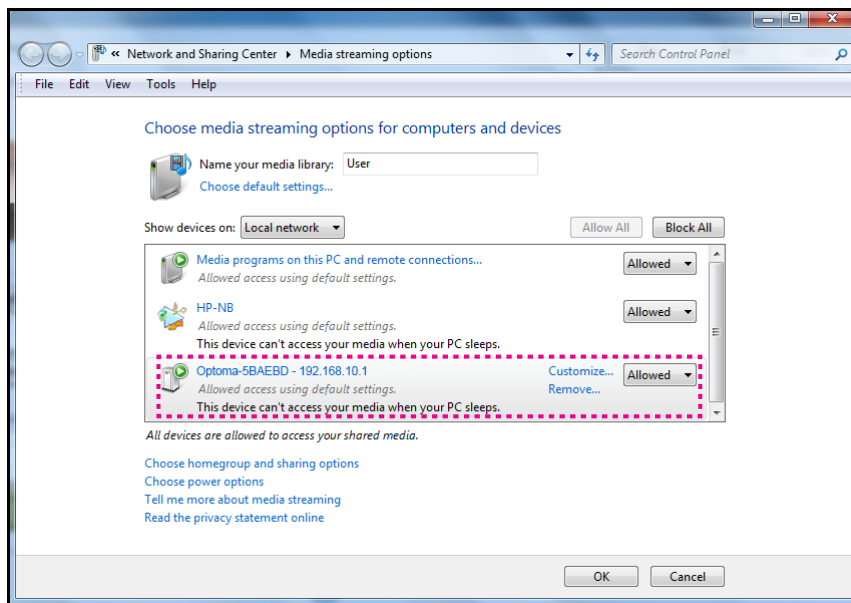 « Network and Sharing Center ▸ Media streaming options
Search Control Panel
File Edit View Tools Help
Choose media streaming options for computers and devices
Name your media library: User
Choose default settings...
Show devices on: Local network
Allow All Block All
Media programs on this PC and remote connections... Allowed
Allowed access using default settings.
HP-NB Allowed
Allowed access using default settings.
This device can't access your media when your PC sleeps.
Optoma-5BAEBD - 192.168.10.1 Customize... Allowed
Allowed access using default settings. Remove...
This device can't access your media when your PC sleeps.
All devices are allowed to access your shared media.
Choose homegroup and sharing options
Choose power options
Tell me more about media streaming
Read the privacy statement online
OK Cancel